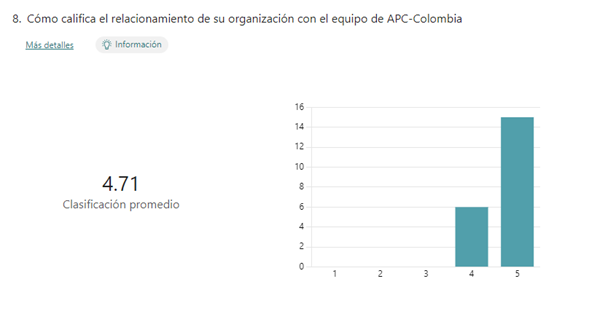 8. Cómo califica el relacionamiento de su organización con el equipo de APC-Colombia
Más detalles
Información
4.71
Clasificación promedio
16
14
12
10
8
6
4
2
0
1 2 3 4 5